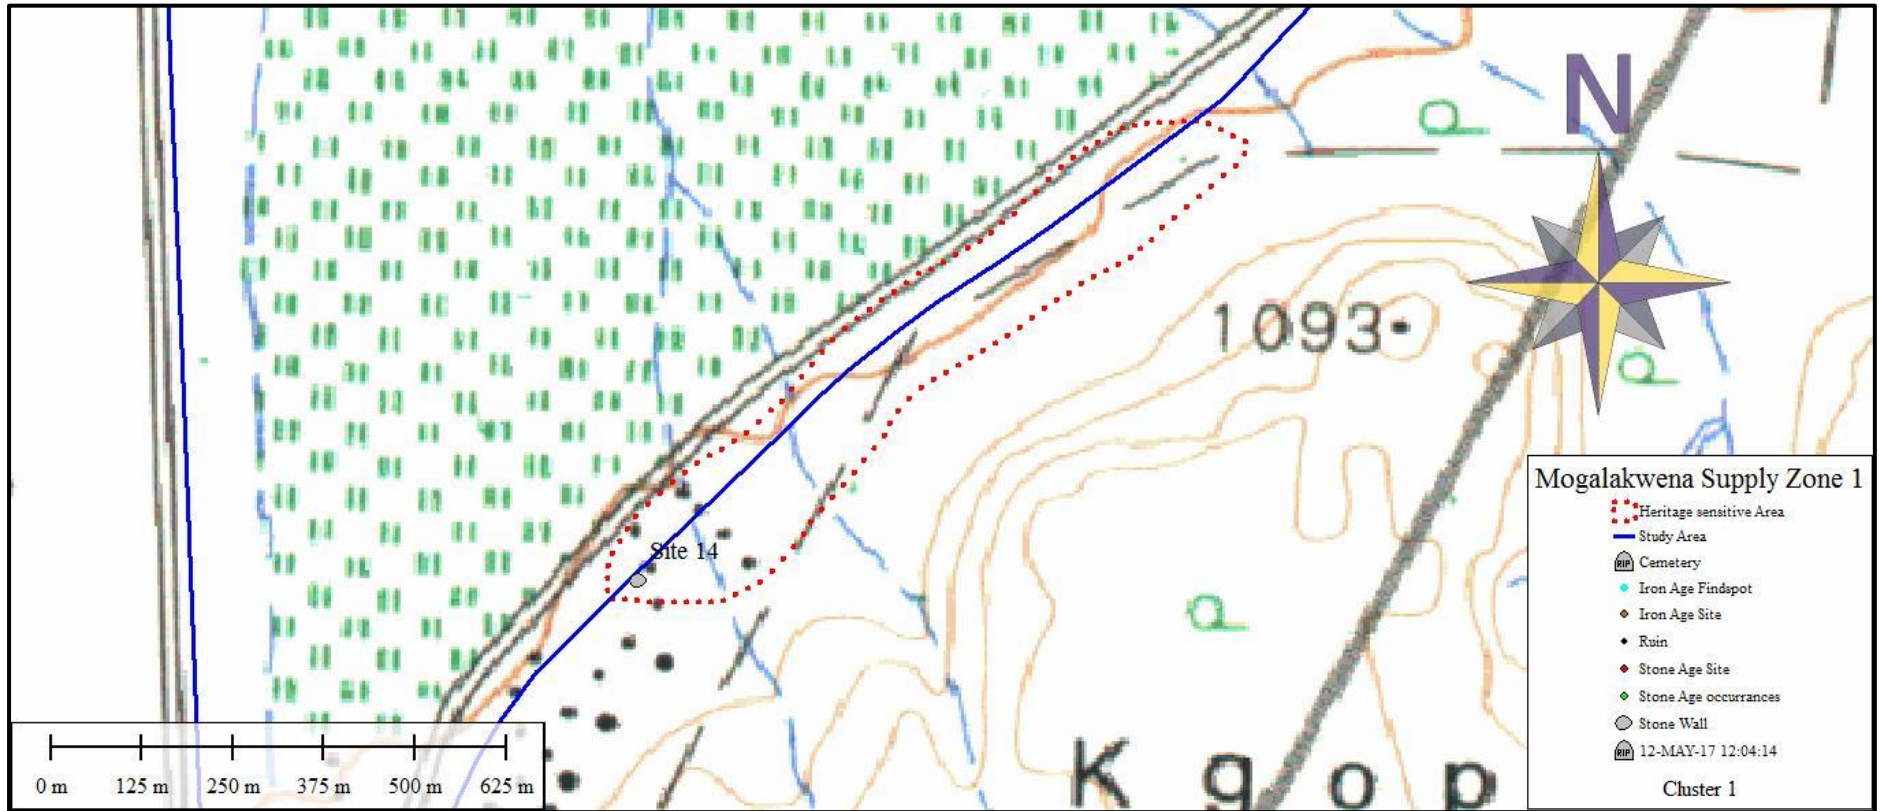 N
1093
Site 14
K g o p
Mogalakwena Supply Zone 1
Heritage sensitive Area
Study Area
RIP Cemetery
Iron Age Findspot
Iron Age Site
Ruin
Stone Age Site
Stone Age occurrances
Stone Wall
RIP 12-MAY-17 12:04:14
Cluster 1
0 m 125 m 250 m 375 m 500 m 625 m